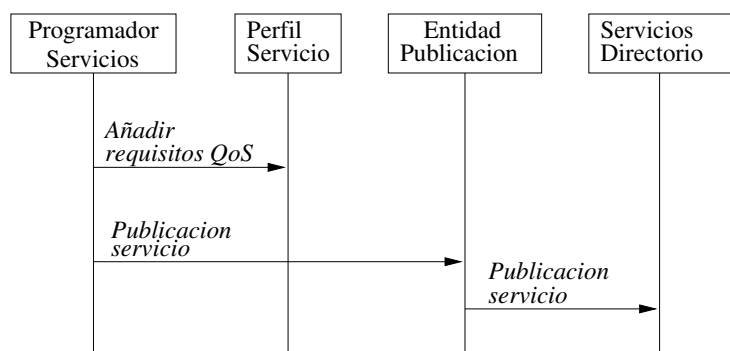 Programador
Servicios
Perfil
Servicio
Entidad
Publicacion
Servicios
Directorio
Añadir
requisitos QoS
Publicacion
servicio
Publicacion
servicio